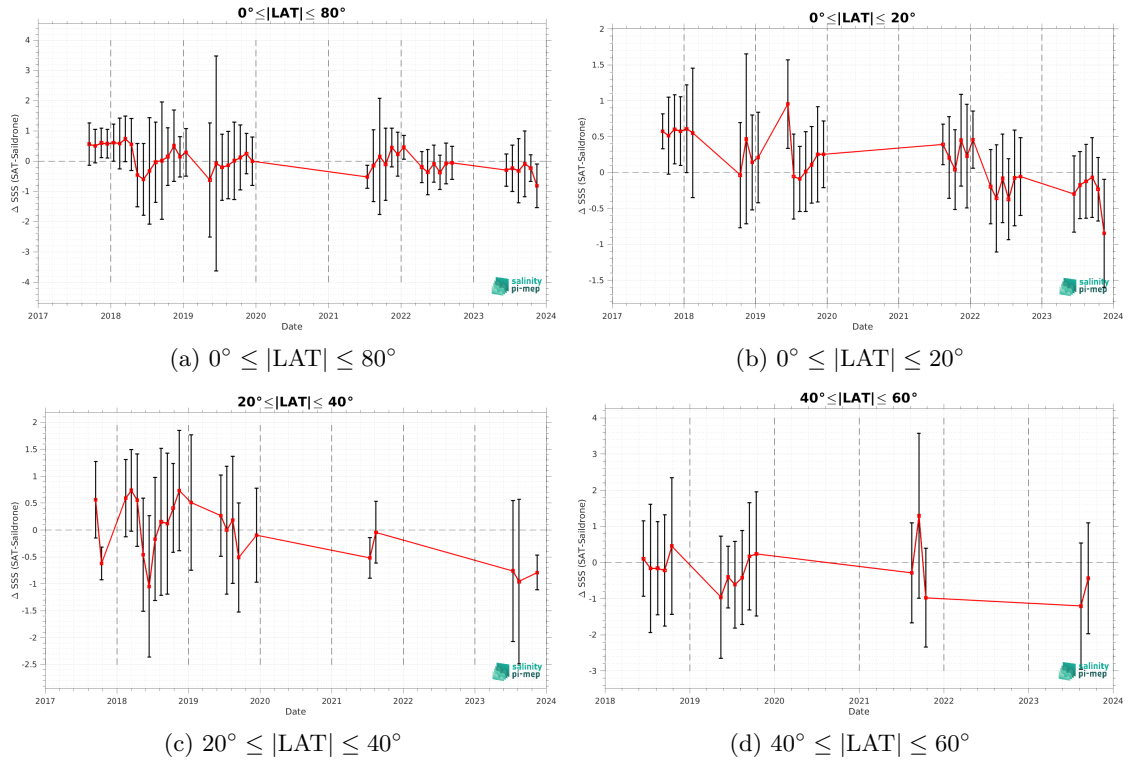 0°≤|LAT|≤ 80°
Δ SSS (SAT-Saildrone)
4
3
2
1
0
-1
-2
-3
-4
2017 2018 2019 2020 2021 2022 2023 2024
Date
salinity
pi-mep
(a) 0° ≤ |LAT| ≤ 80°
0°≤|LAT|≤ 20°
Δ SSS (SAT-Saildrone)
2
1.5
1
0.5
0
-0.5
-1
-1.5
2017 2018 2019 2020 2021 2022 2023 2024
Date
salinity
pi-mep
(b) 0° ≤ |LAT| ≤ 20°
20°≤|LAT|≤ 40°
Δ SSS (SAT-Saildrone)
2
1.5
1
0.5
0
-0.5
-1
-1.5
-2
-2.5
2017 2018 2019 2020 2021 2022 2023 2024
Date
salinity
pi-mep
(c) 20° ≤ |LAT| ≤ 40°
40°≤|LAT|≤ 60°
Δ SSS (SAT-Saildrone)
4
3
2
1
0
-1
-2
-3
2018 2019 2020 2021 2022 2023 2024
Date
salinity
pi-mep
(d) 40° ≤ |LAT| ≤ 60°